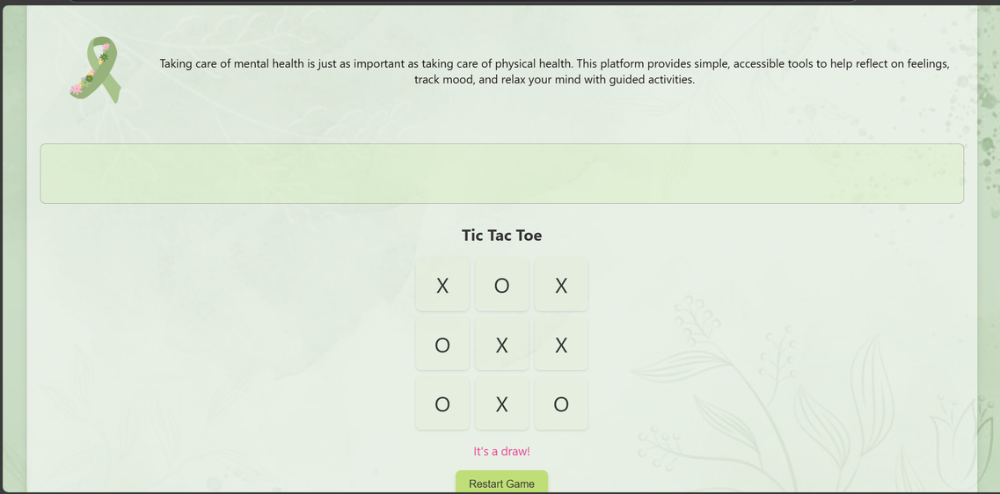 Taking care of mental health is just as important as taking care of physical health. This platform provides simple, accessible tools to help reflect on feelings,
track mood, and relax your mind with guided activities.
Tic Tac Toe
X O X
O X X
O X O
It's a draw!
Restart Game